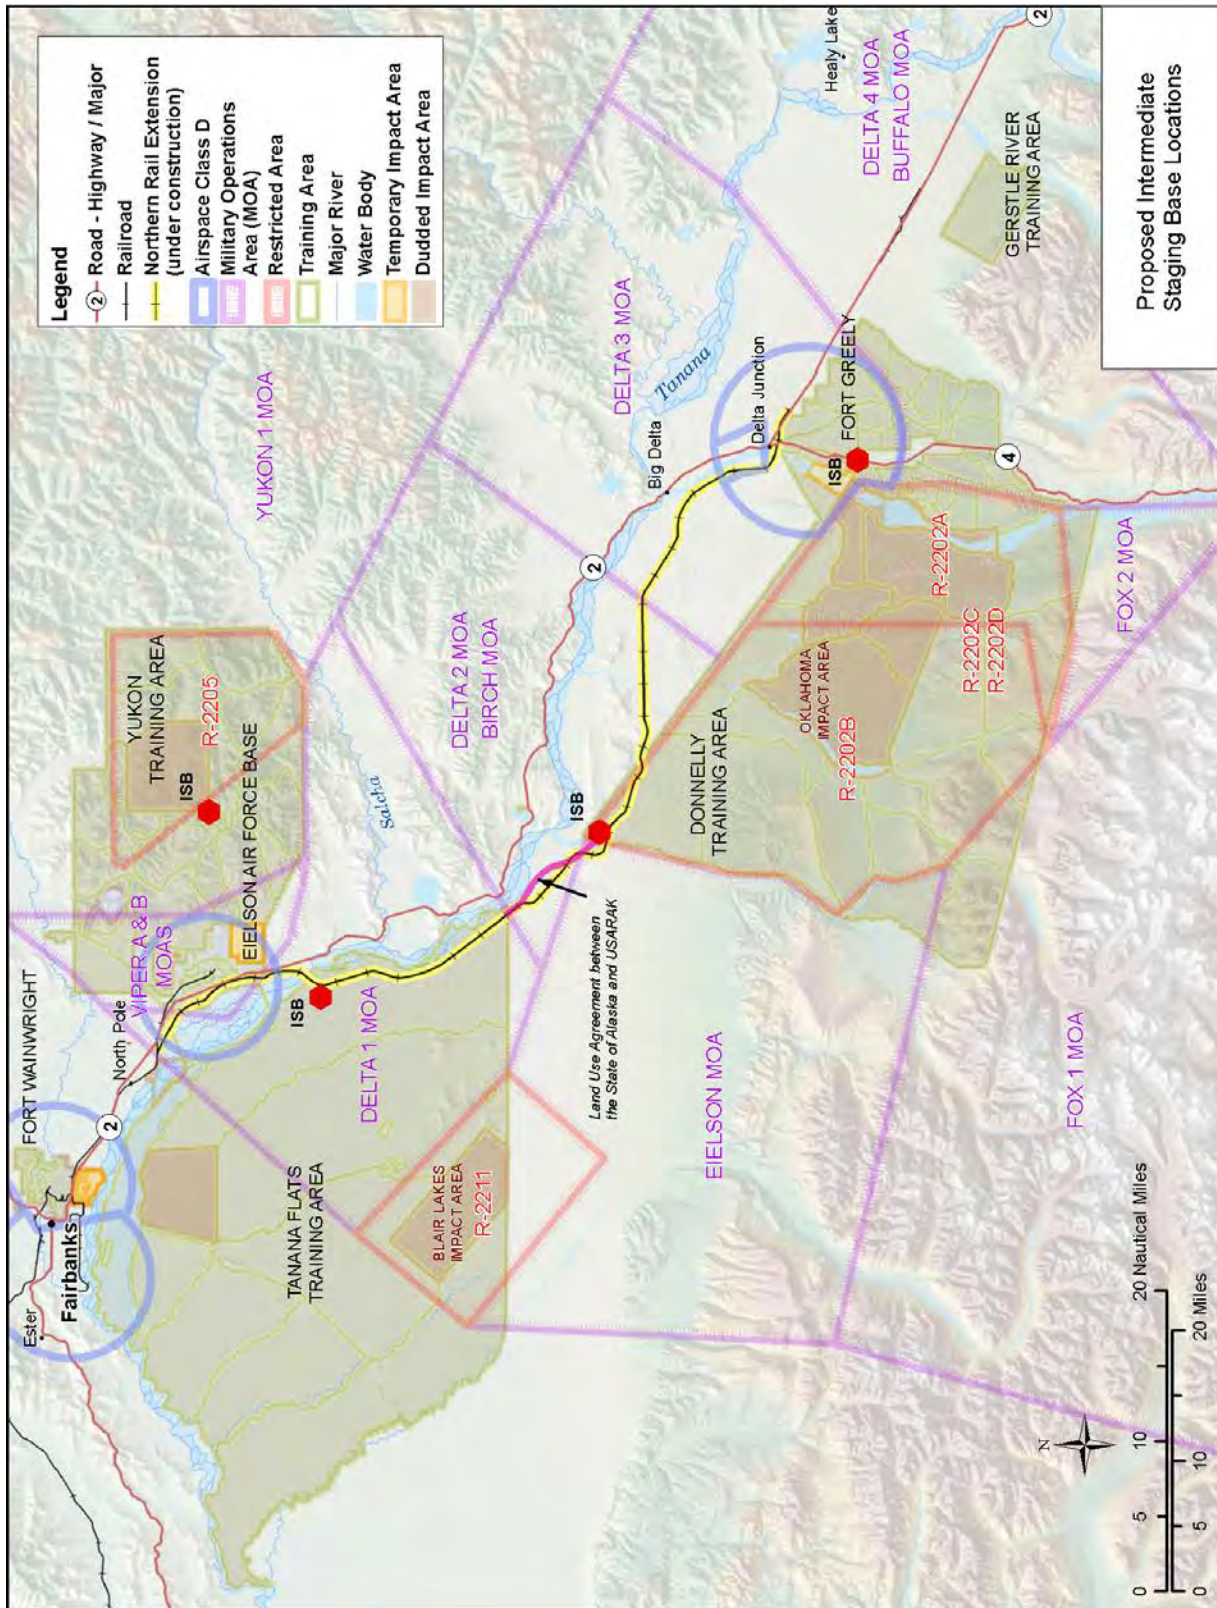 Legend
2
Road - Highway / Major
Railroad
Northern Rail Extension
(under construction)
Airspace Class D
Military Operations
Area (MOA)
Restricted Area
Training Area
Major River
Water Body
Temporary Impact Area
Dudded Impact Area
Ester
Fairbanks
FORT WAINWRIGHT
2
North Pole
VIPER A & B
MOAS
EIELSON AIR FORCE BASE
YUKON
TRAINING AREA
ISB
R-2205
YUKON 1 MOA
TANANA FLATS
TRAINING AREA
DELTA 1 MOA
ISB
Salcha
DELTA 2 MOA
BIRCH MOA
BLAIR LAKES
IMPACT AREA
R-2211
Land Use Agreement between
the State of Alaska and USARAK
ISB
2
Big Delta
DELTA 3 MOA
Tanana
Delta Junction
Healy Lake
2
DELTA 4 MOA
BUFFALO MOA
EIELSON MOA
DONNELLY
TRAINING AREA
OKLAHOMA
IMPACT AREA
R-2202B
ISB
FORT GREELY
R-2202A
R-2202C
R-2202D
4
GERSTLE RIVER
TRAINING AREA
FOX 1 MOA
FOX 2 MOA
N
0 5 10 20 Nautical Miles
0 5 10 20 Miles
Proposed Intermediate
Staging Base Locations